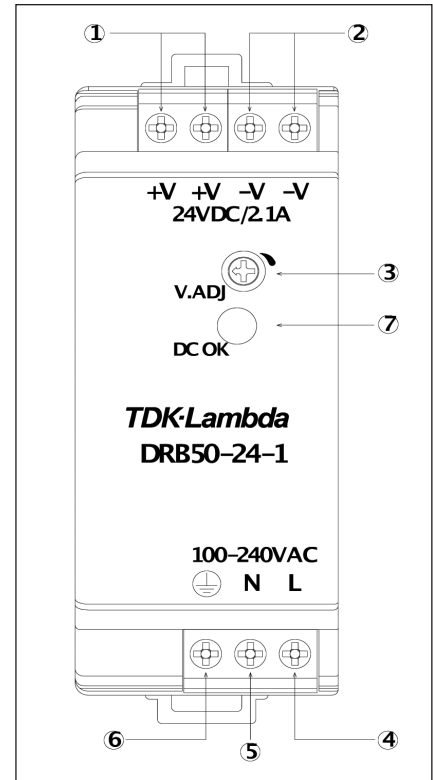 ① ②
+V +V –V –V
24VDC/2.1A
③
V.ADJ
⑦
DC OK
TDK·Lambda
DRB50–24–1
100–240VAC
N L
⑥ ⑤ ④